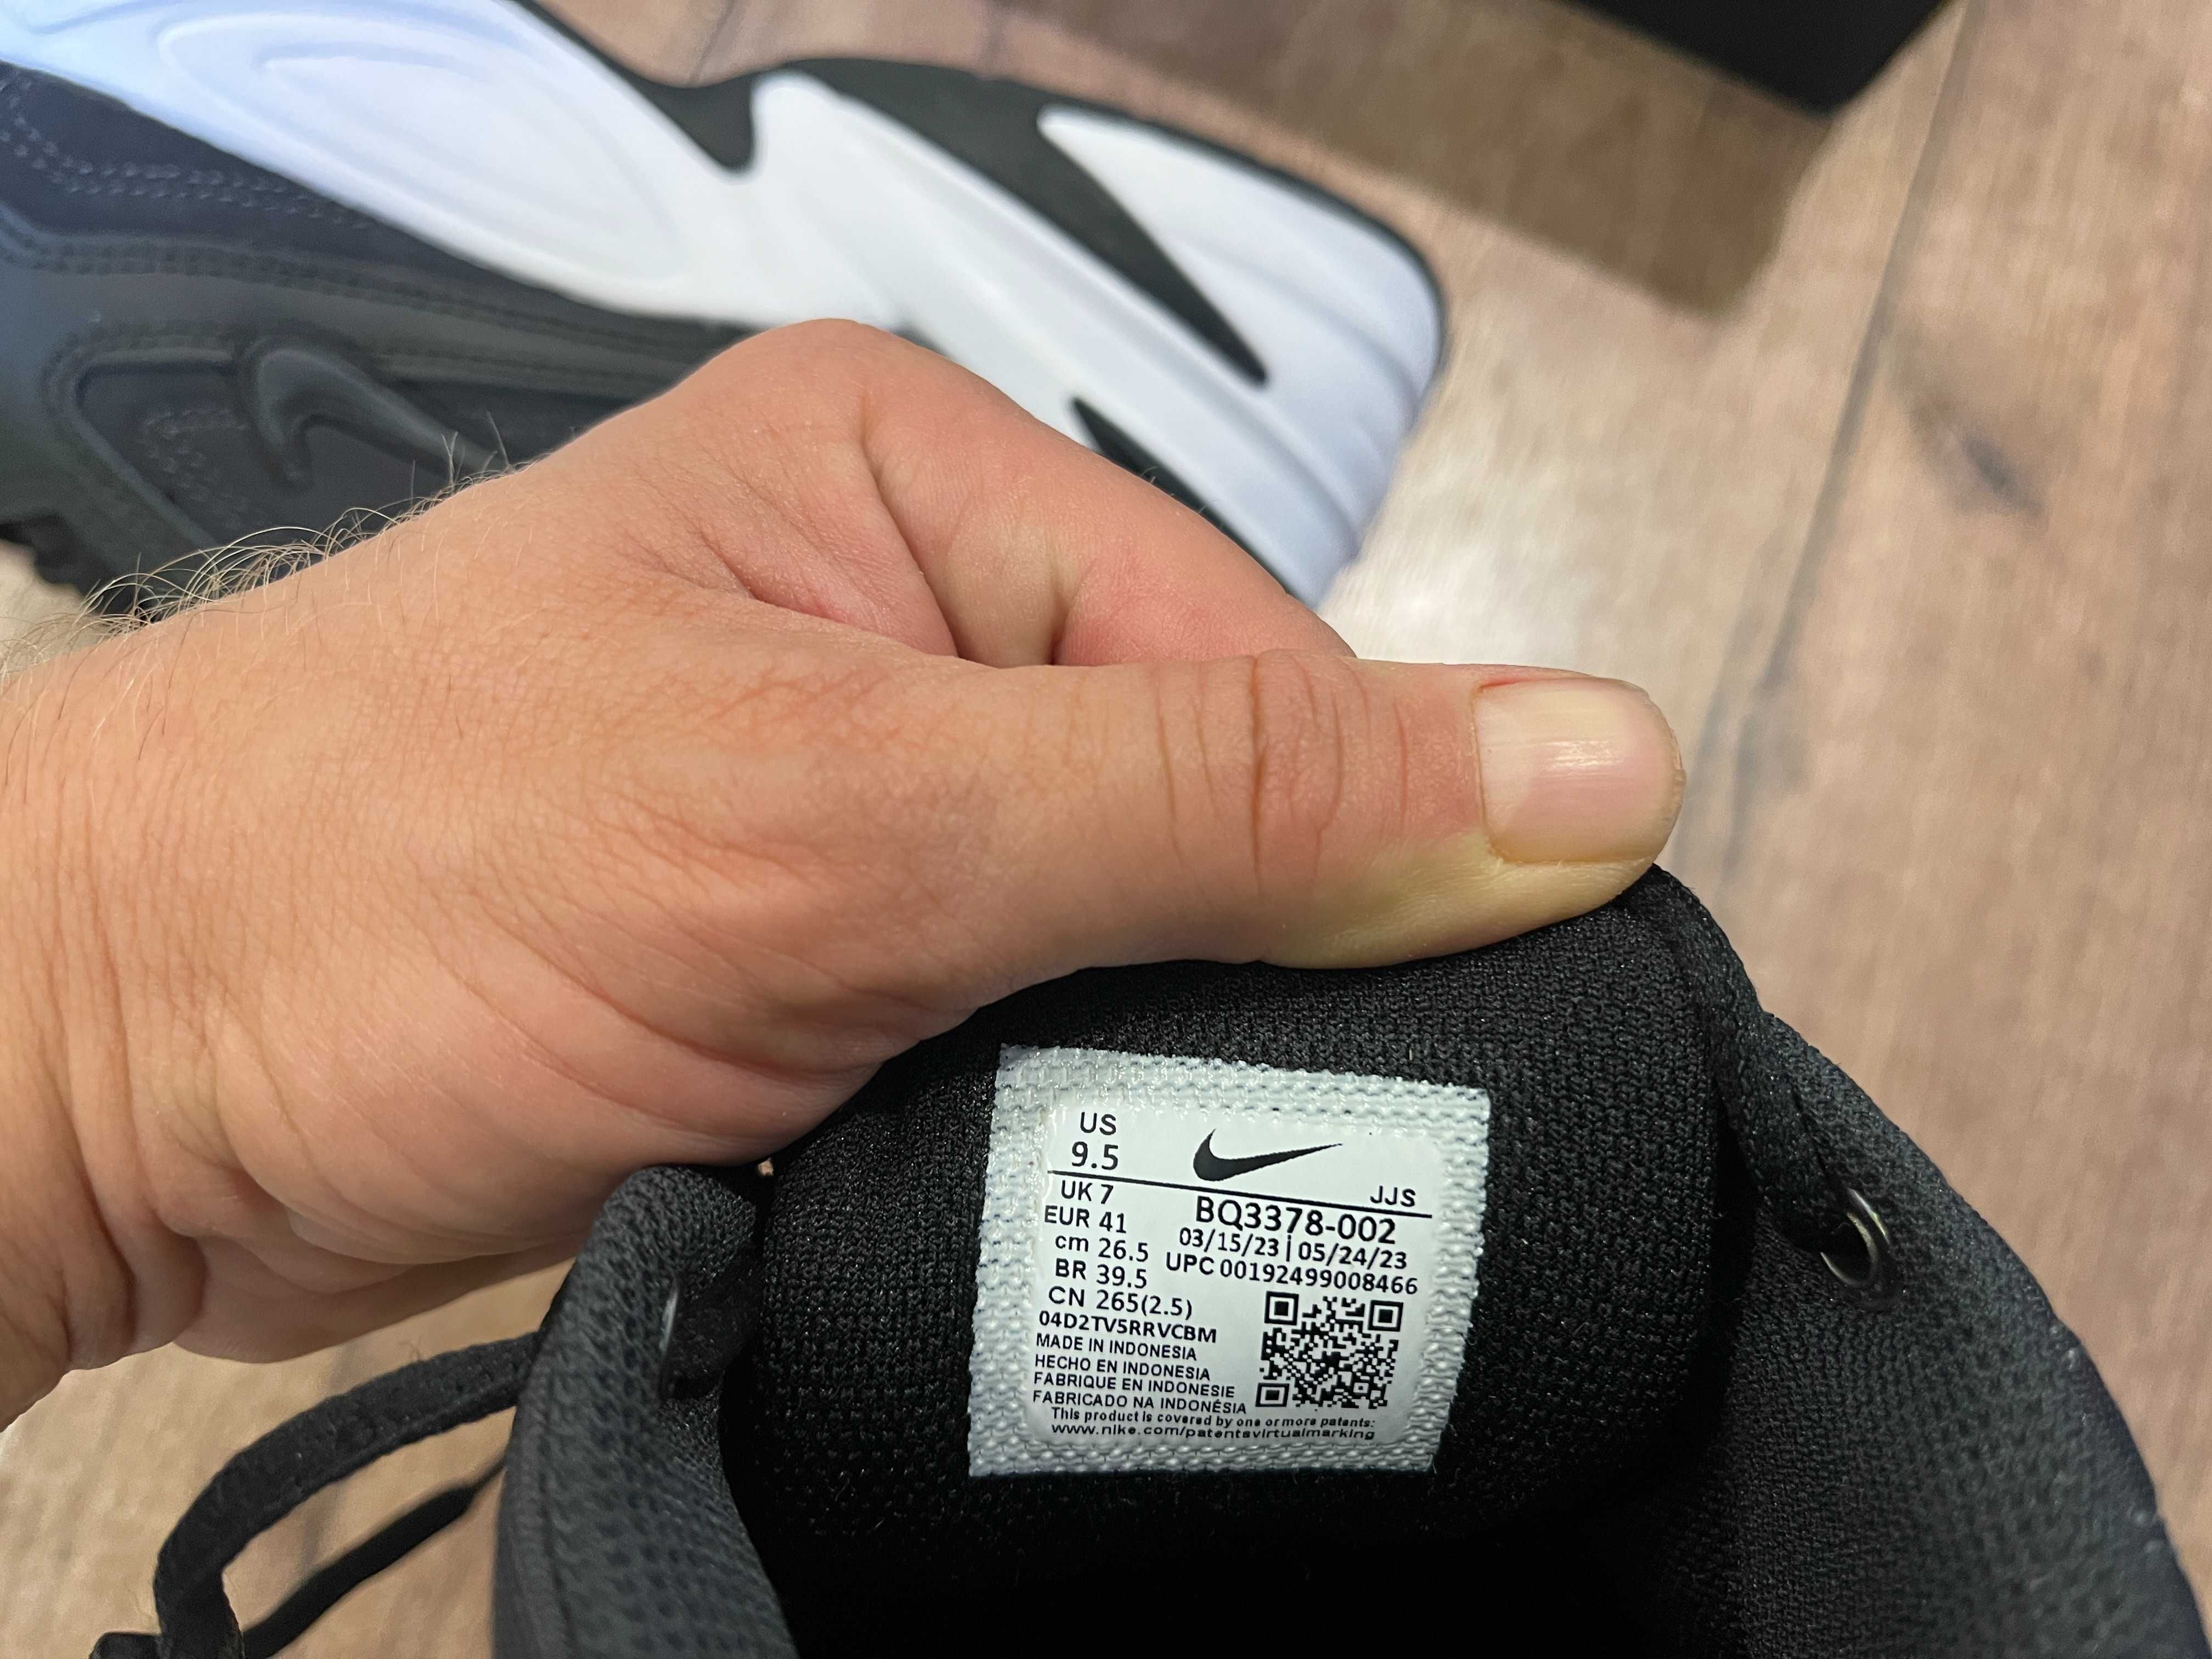 US
9.5
JJS
UK 7
BQ3378-002
EUR 41
03/15/23 | 05/24/23
cm 26.5
UPC 00192499008466
BR 39.5
CN 265(2.5)
04D2TV5RRVCBM
MADE IN INDONESIA
HECHO EN INDONESIA
FABRIQUE EN INDONESIE
FABRICADO NA INDONÉSIA
This product is covered by one or more patents:
www.nike.com/patentsvirtualmarking